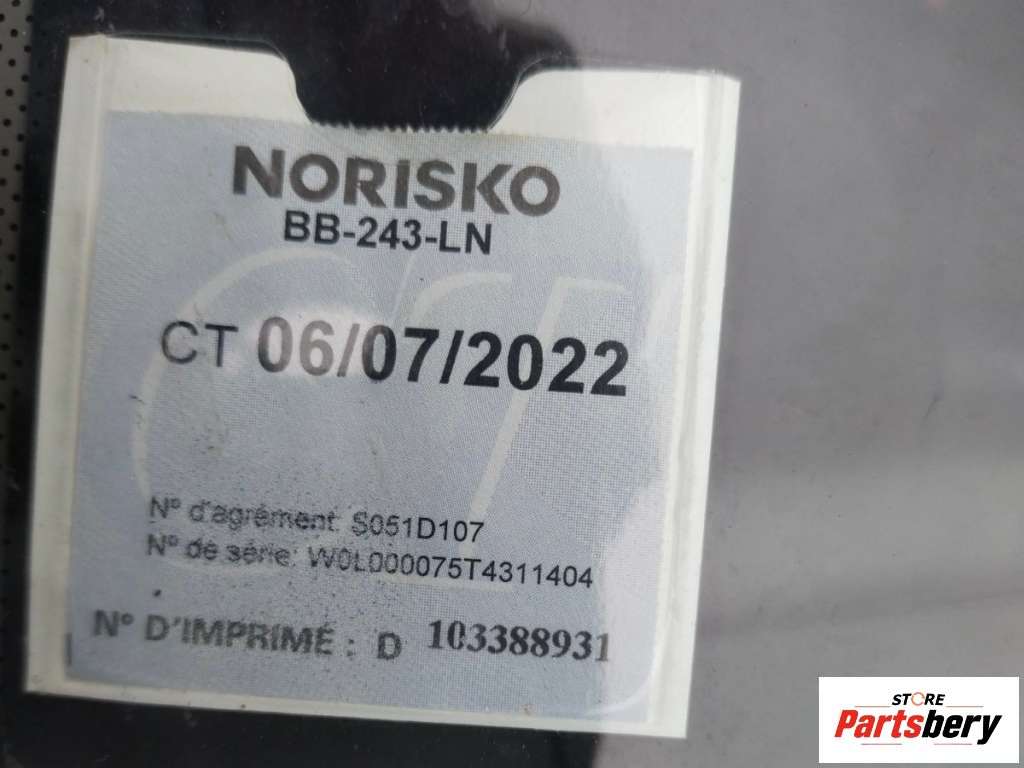 NORISKO
BB-243-LN
CT 06/07/2022
N° d'agrément: S051D107
N° de série: W0L000075T4311404
N° D'IMPRIMÉ : D 103388931
STORE
Partsbery